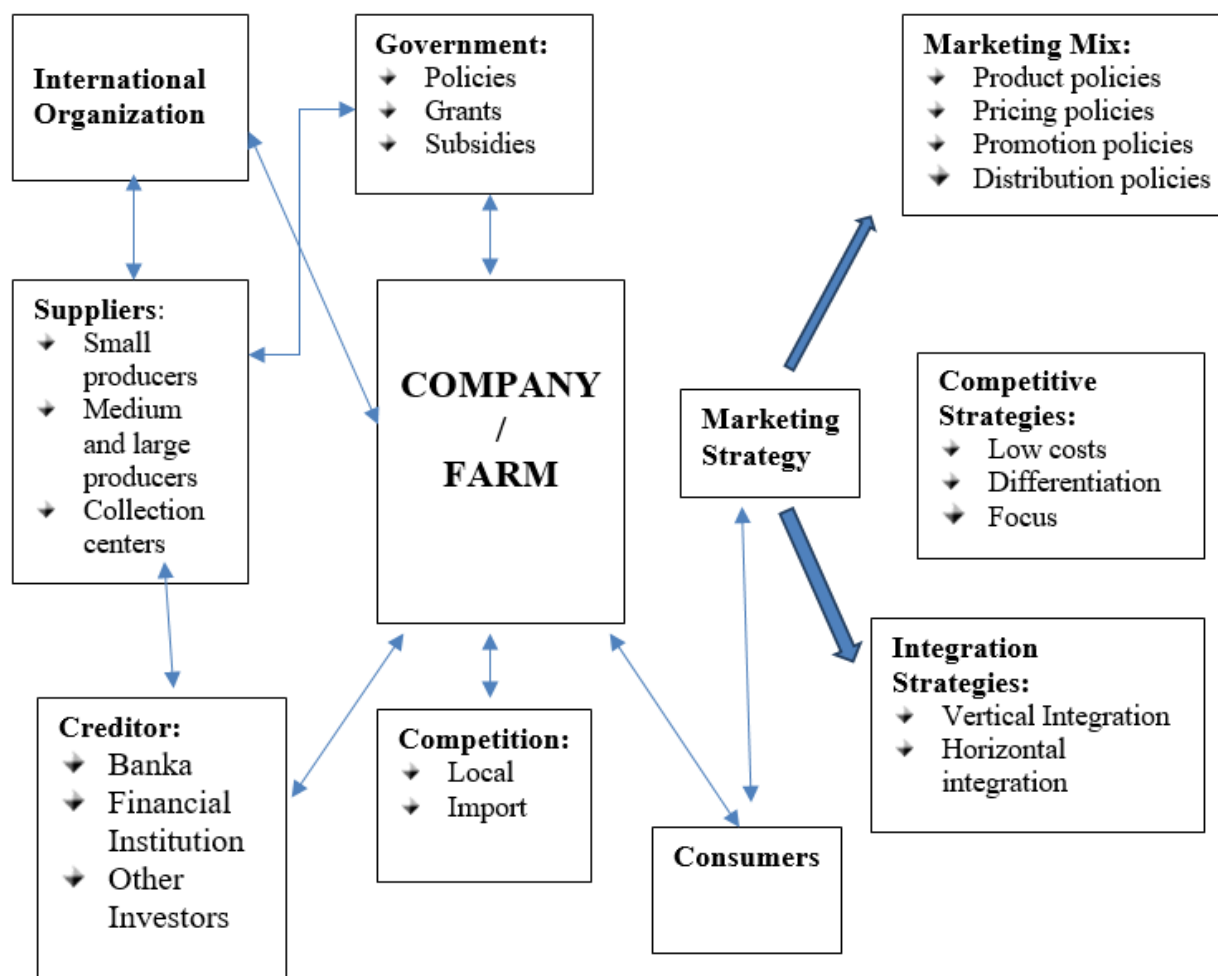 International
Organization
Government:
Policies
Grants
Subsidies
Marketing Mix:
Product policies
Pricing policies
Promotion policies
Distribution policies
Suppliers:
Small
producers
Medium
and large
producers
Collection
centers
COMPANY
/
FARM
Marketing
Strategy
Competitive
Strategies:
Low costs
Differentiation
Focus
Integration
Strategies:
Vertical Integration
Horizontal
integration
Creditor:
Banka
Financial
Institution
Other
Investors
Competition:
Local
Import
Consumers